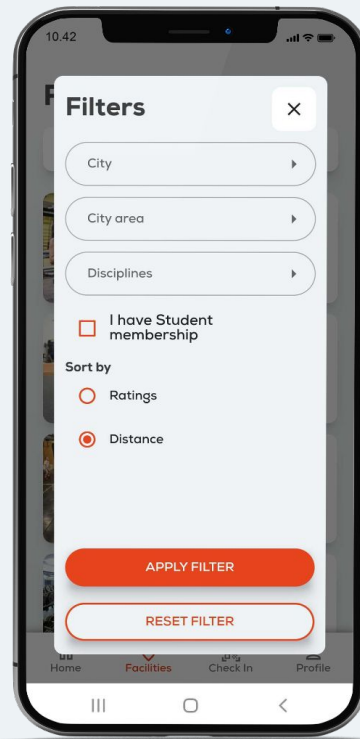 10.42
F
Filters
City
City area
Disciplines
I have Student
membership
Sort by
Ratings
Distance
APPLY FILTER
RESET FILTER
Home Facilities Check In Profile